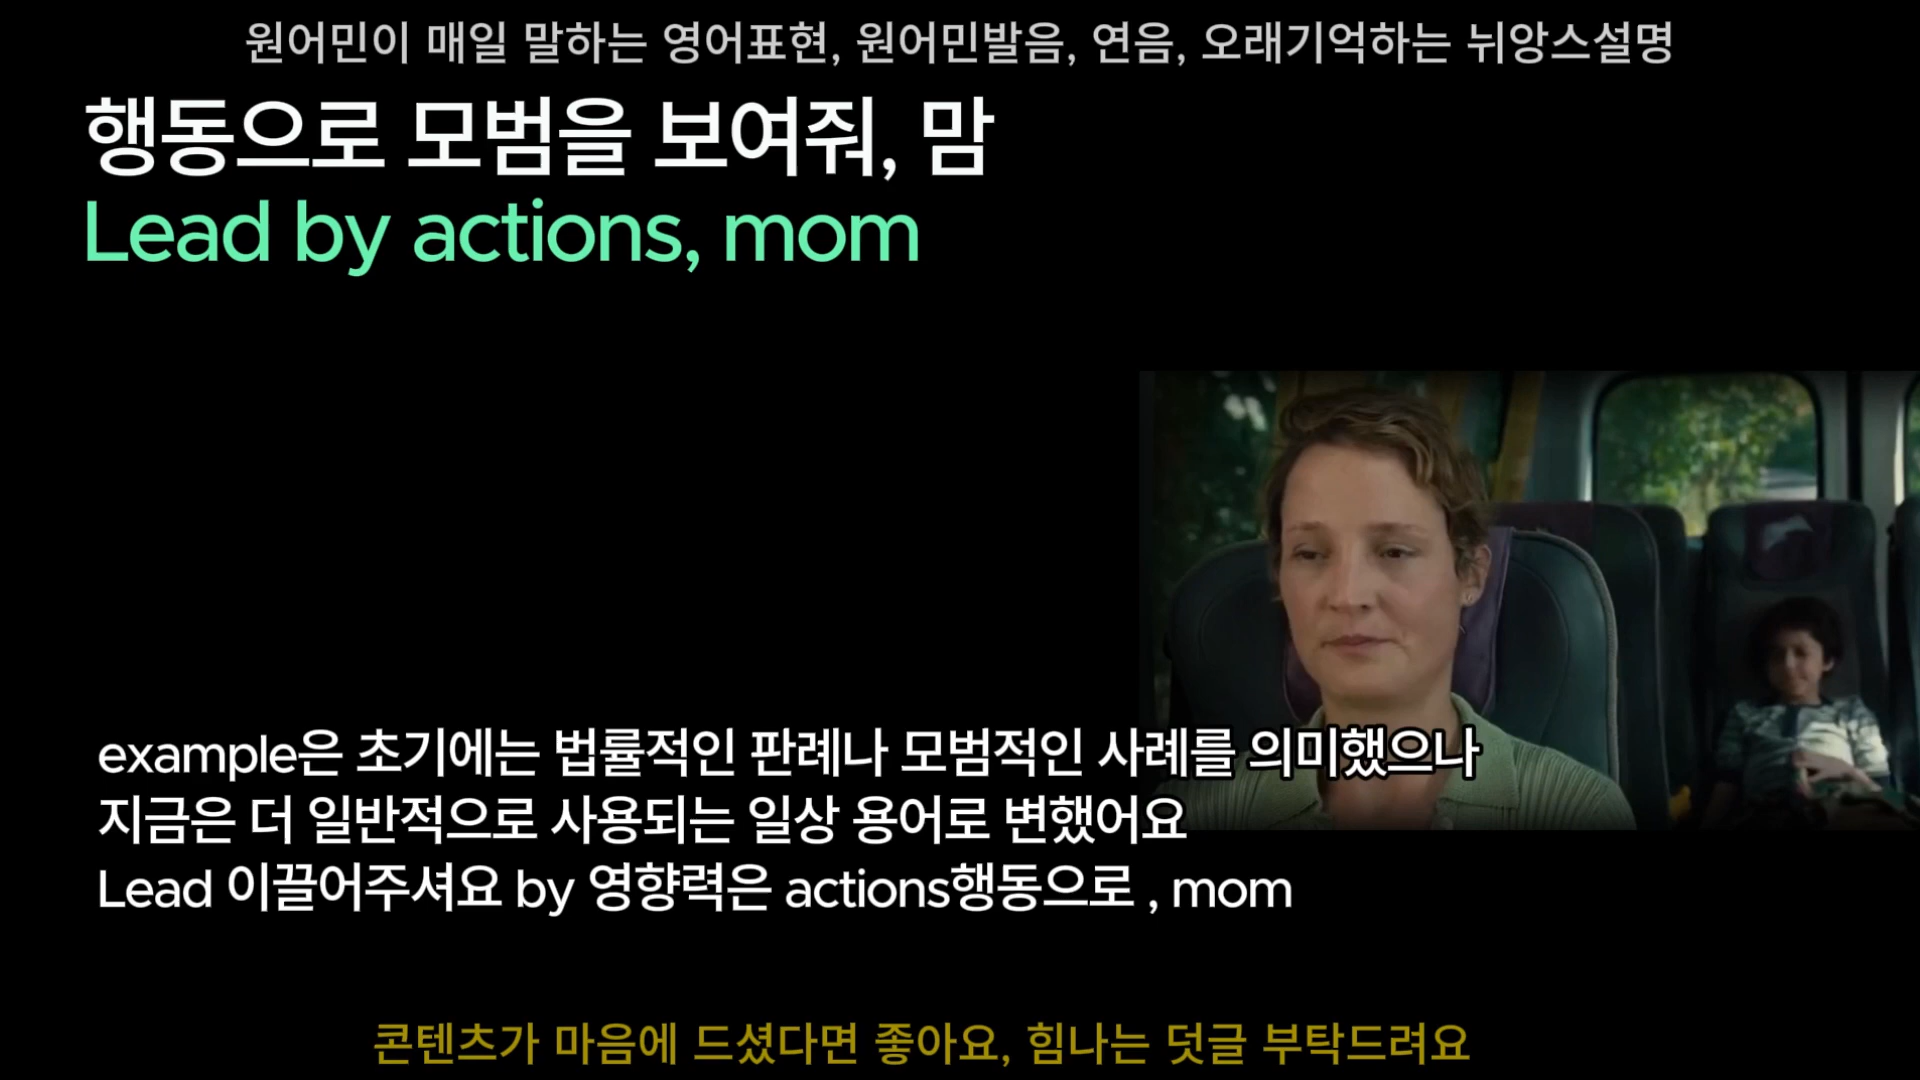 원어민이 매일 말하는 영어표현, 원어민발음, 연음, 오래기억하는 뉘앙스설명
행동으로 모범을 보여줘, 맘
Lead by actions, mom
example은 초기에는 법률적인 판례나 모범적인 사례를 의미했으나
지금은 더 일반적으로 사용되는 일상 용어로 변했어요
Lead 이끌어주셔요 by 영향력은 actions행동으로 , mom
콘텐츠가 마음에 드셨다면 좋아요, 힘나는 덧글 부탁드려요